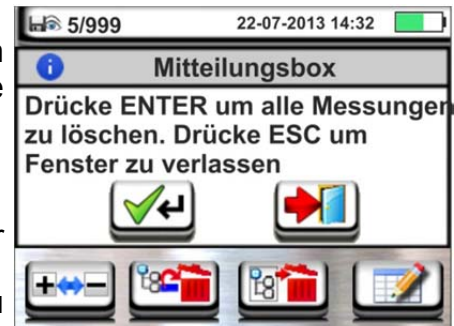 5/999 22-07-2013 14:32
Mitteilungsbox
Drücke ENTER um alle Messungen
zu löschen. Drücke ESC um
Fenster zu verlassen